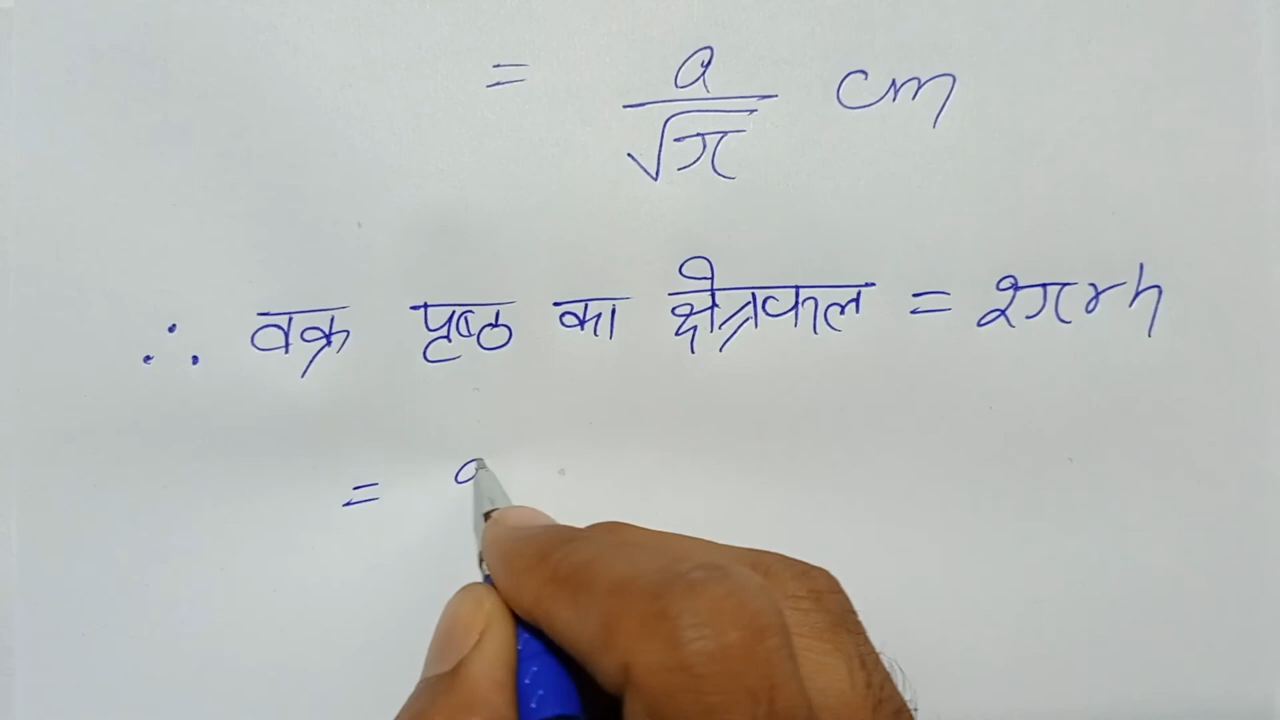 = a/√π cm
∴ वक्र पृष्ठ का क्षेत्रफल = 2πrh
=